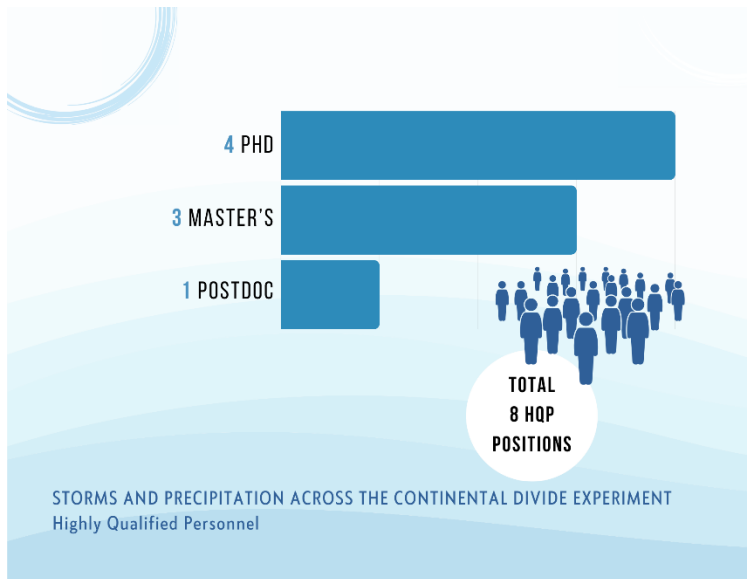 4 PHD
3 MASTER'S
1 POSTDOC
TOTAL
8 HQP
POSITIONS
STORMS AND PRECIPITATION ACROSS THE CONTINENTAL DIVIDE EXPERIMENT
Highly Qualified Personnel